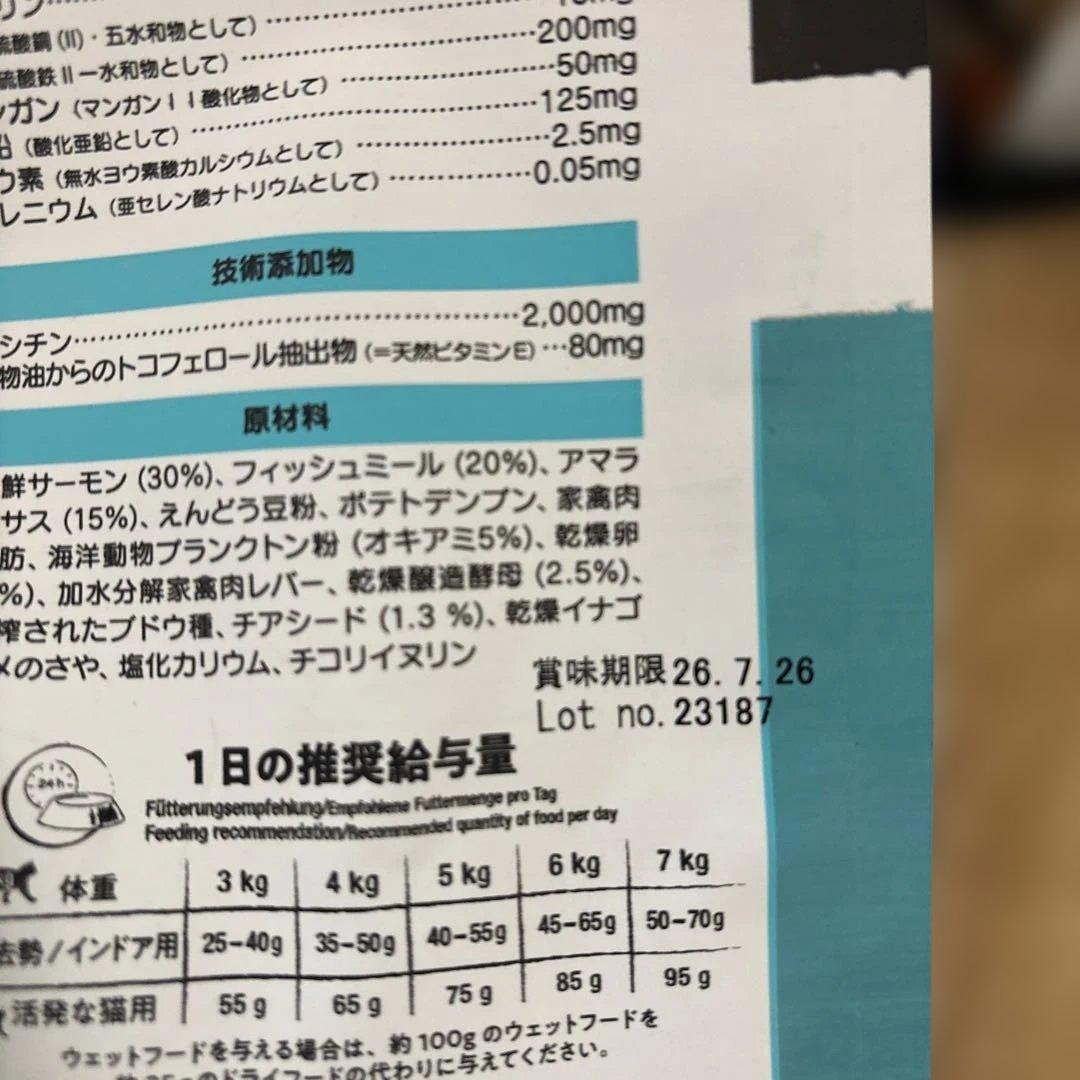 硫酸銅 (II)・五水和物として)
硫酸鉄 II 一水和物として) ………200mg
ンガン (マンガン II 酸化物として) ………50mg
鉛 (酸化亜鉛として) ………125mg
ウ素 (無水ヨウ素酸カルシウムとして) ………2.5mg
レニウム (亜セレン酸ナトリウムとして) ………0.05mg
技術添加物
シチン………2,000mg
物油からのトコフェロール抽出物 (=天然ビタミンE) …80mg
原材料
鮮サーモン (30%)、フィッシュミール (20%)、アマラ
サス (15%)、えんどう豆粉、ポテトデンプン、家禽肉
肪、海洋動物プランクトン粉 (オキアミ5%)、乾燥卵
%)、加水分解家禽肉レバー、乾燥醸造酵母 (2.5%)、
搾されたブドウ種、チアシード (1.3 %)、乾燥イナゴ
メのさや、塩化カリウム、チコリイヌリン
賞味期限 26. 7. 26
Lot no. 23187
24h
1日の推奨給与量
Fütterungsempfehlung/Empfohlene Futtermenge pro Tag
Feeding recommendation/Recommended quantity of food per day
体重 3 kg 4 kg 5 kg 6 kg 7 kg
去勢/インドア用 25-40g 35-50g 40-55g 45-65g 50-70g
活発な猫用 55 g 65 g 75 g 85 g 95 g
ウェットフードを与える場合は、約100gのウェットフードを
のドライフードの代わりに与えてください。